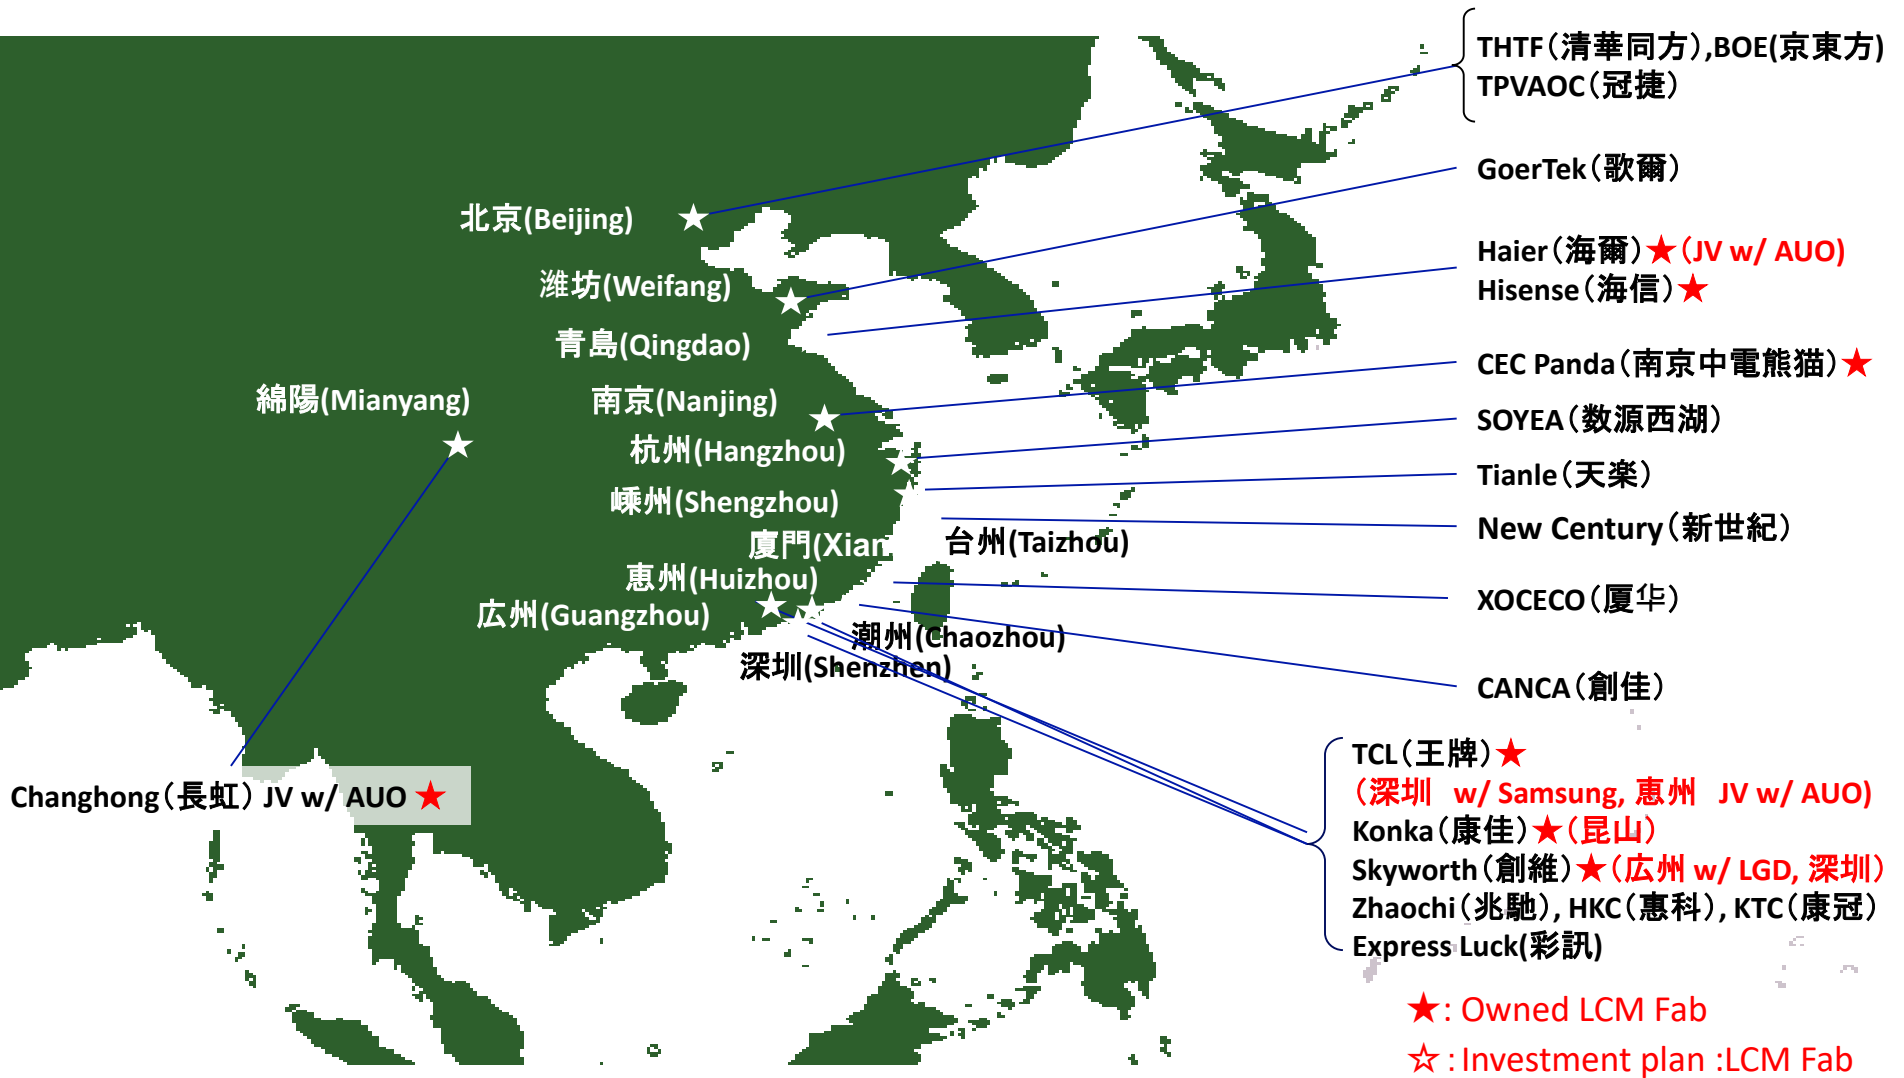 THTF（清華同方）,BOE(京東方)
TPVAOC（冠捷）
GoerTek（歌爾）
Haier（海爾）★(JV w/ AUO)
Hisense（海信）★
CEC Panda（南京中電熊猫）★
SOYEA（数源西湖）
Tianle（天楽）
New Century（新世紀）
XOCECO（厦华）
CANCA（創佳）
北京(Beijing)
潍坊(Weifang)
青島(Qingdao)
綿陽(Mianyang)
南京(Nanjing)
杭州(Hangzhou)
嵊州(Shengzhou)
廈門(Xian
台州(Taizhou)
惠州(Huizhou)
広州(Guangzhou)
潮州(Chaozhou)
深圳(Shenzhen)
Changhong（長虹）JV w/ AUO ★
TCL（王牌）★
（深圳 w/ Samsung, 惠州 JV w/ AUO)
Konka（康佳）★（昆山）
Skyworth（創維）★（広州 w/ LGD, 深圳）
Zhaochi（兆馳）, HKC（惠科）, KTC（康冠）
Express Luck(彩訊)
★: Owned LCM Fab
☆: Investment plan :LCM Fab